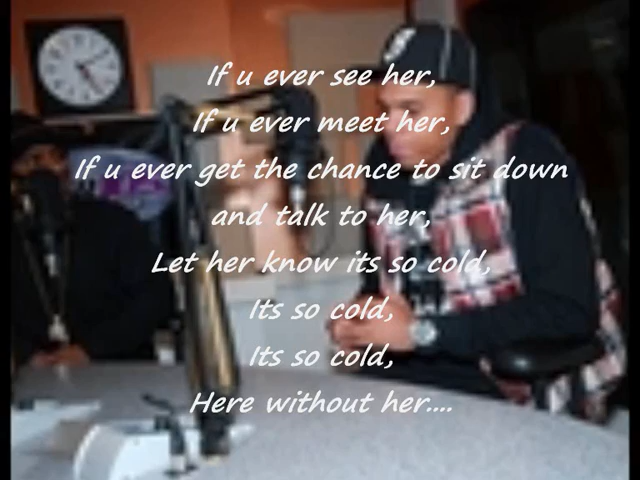 If u ever see her,
If u ever meet her,
If u ever get the chance to sit down
and talk to her,
Let her know its so cold,
Its so cold,
Its so cold,
Here without her....